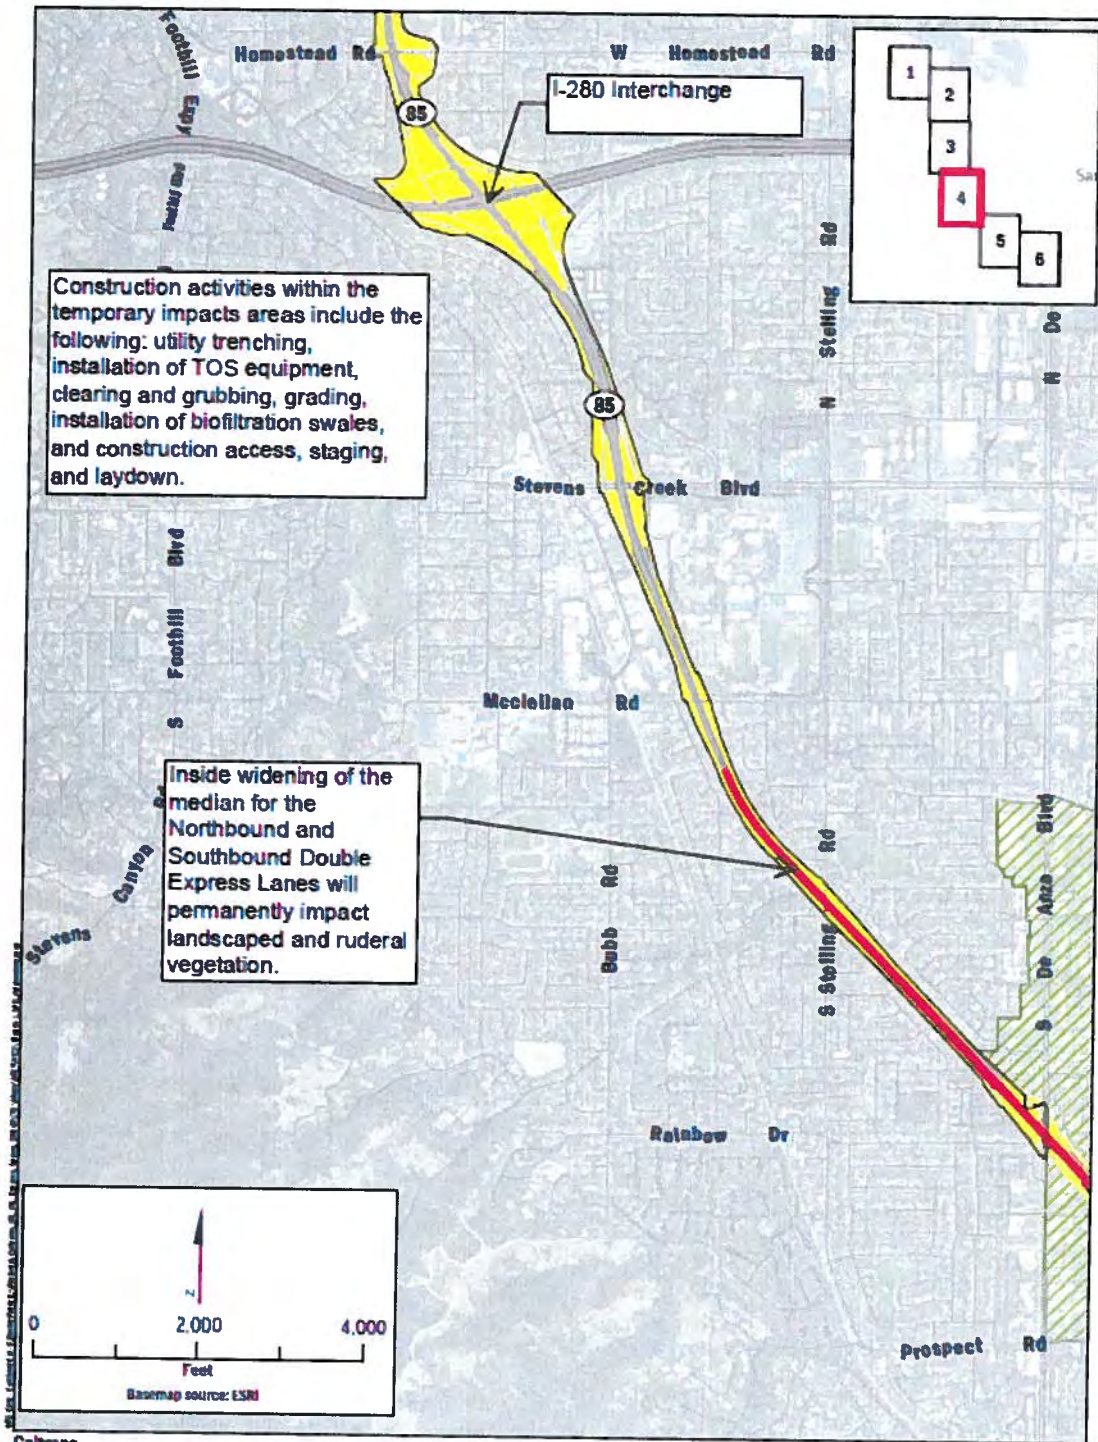 Foothill Expy
Homestead Rd
W Homestead Rd
85
I-280 Interchange
1
2
3
4
5
6
Construction activities within the
temporary impacts areas include the
following: utility trenching,
installation of TOS equipment,
clearing and grubbing, grading,
installation of biofiltration swales,
and construction access, staging,
and laydown.
N Stelling Rd
N De
85
Stevens Creek Blvd
S Foothill Blvd
Mcclellan Rd
Inside widening of the
median for the
Northbound and
Southbound Double
Express Lanes will
permanently impact
landscaped and ruderal
vegetation.
Stevens Canyon Rd
Bubb Rd
S Stelling Rd
S De Anza Blvd
Rainbow Dr
Prospect Rd
Z
0 2,000 4,000
Feet
Basemap source: ESRI